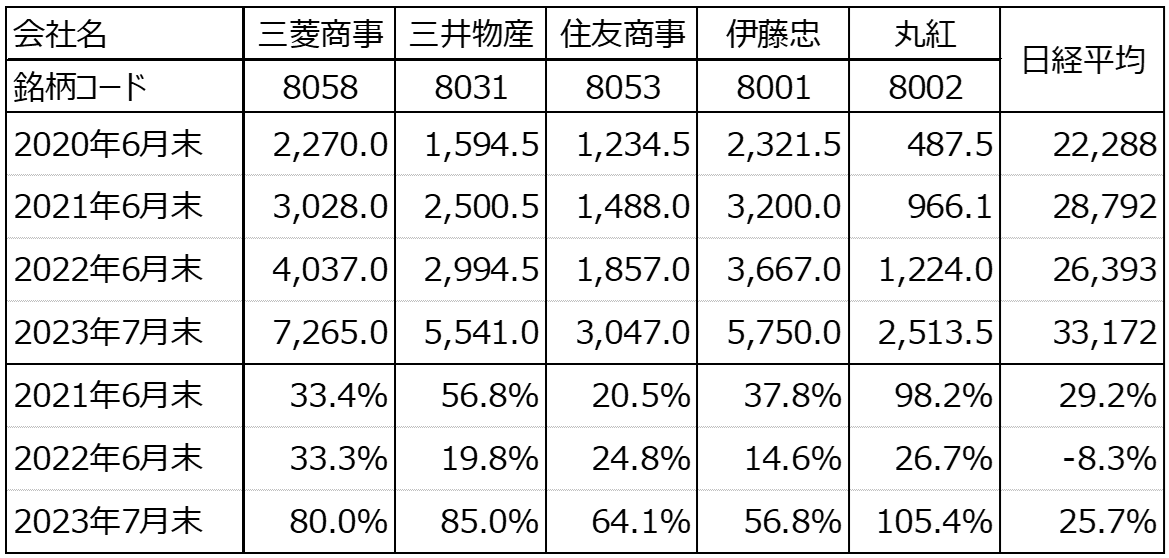 会社名 三菱商事 三井物産 住友商事 伊藤忠 丸紅 日経平均
銘柄コード 8058 8031 8053 8001 8002
2020年6月末 2,270.0 1,594.5 1,234.5 2,321.5 487.5 22,288
2021年6月末 3,028.0 2,500.5 1,488.0 3,200.0 966.1 28,792
2022年6月末 4,037.0 2,994.5 1,857.0 3,667.0 1,224.0 26,393
2023年7月末 7,265.0 5,541.0 3,047.0 5,750.0 2,513.5 33,172
2021年6月末 33.4% 56.8% 20.5% 37.8% 98.2% 29.2%
2022年6月末 33.3% 19.8% 24.8% 14.6% 26.7% -8.3%
2023年7月末 80.0% 85.0% 64.1% 56.8% 105.4% 25.7%